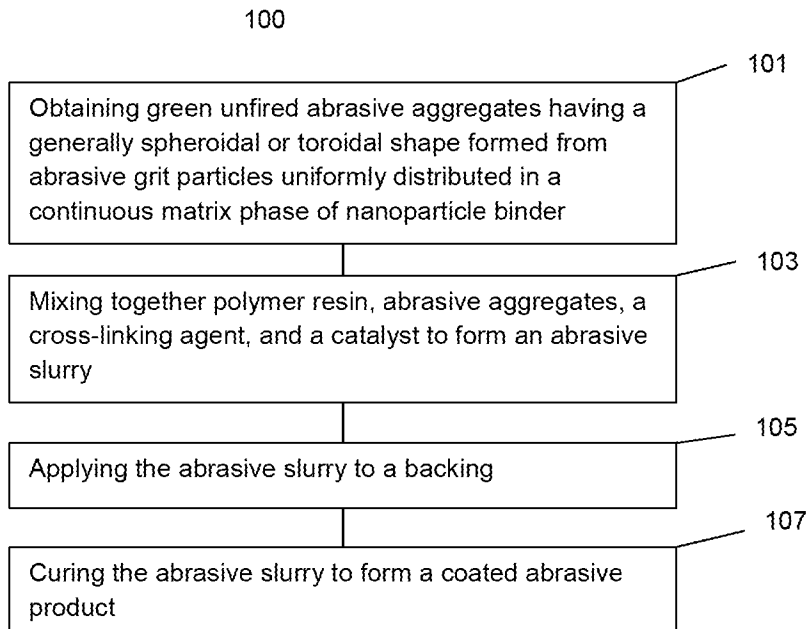 100
101
Obtaining green unfired abrasive aggregates having a
generally spheroidal or toroidal shape formed from
abrasive grit particles uniformly distributed in a
continuous matrix phase of nanoparticle binder
103
Mixing together polymer resin, abrasive aggregates, a
cross-linking agent, and a catalyst to form an abrasive
slurry
105
Applying the abrasive slurry to a backing
107
Curing the abrasive slurry to form a coated abrasive
product